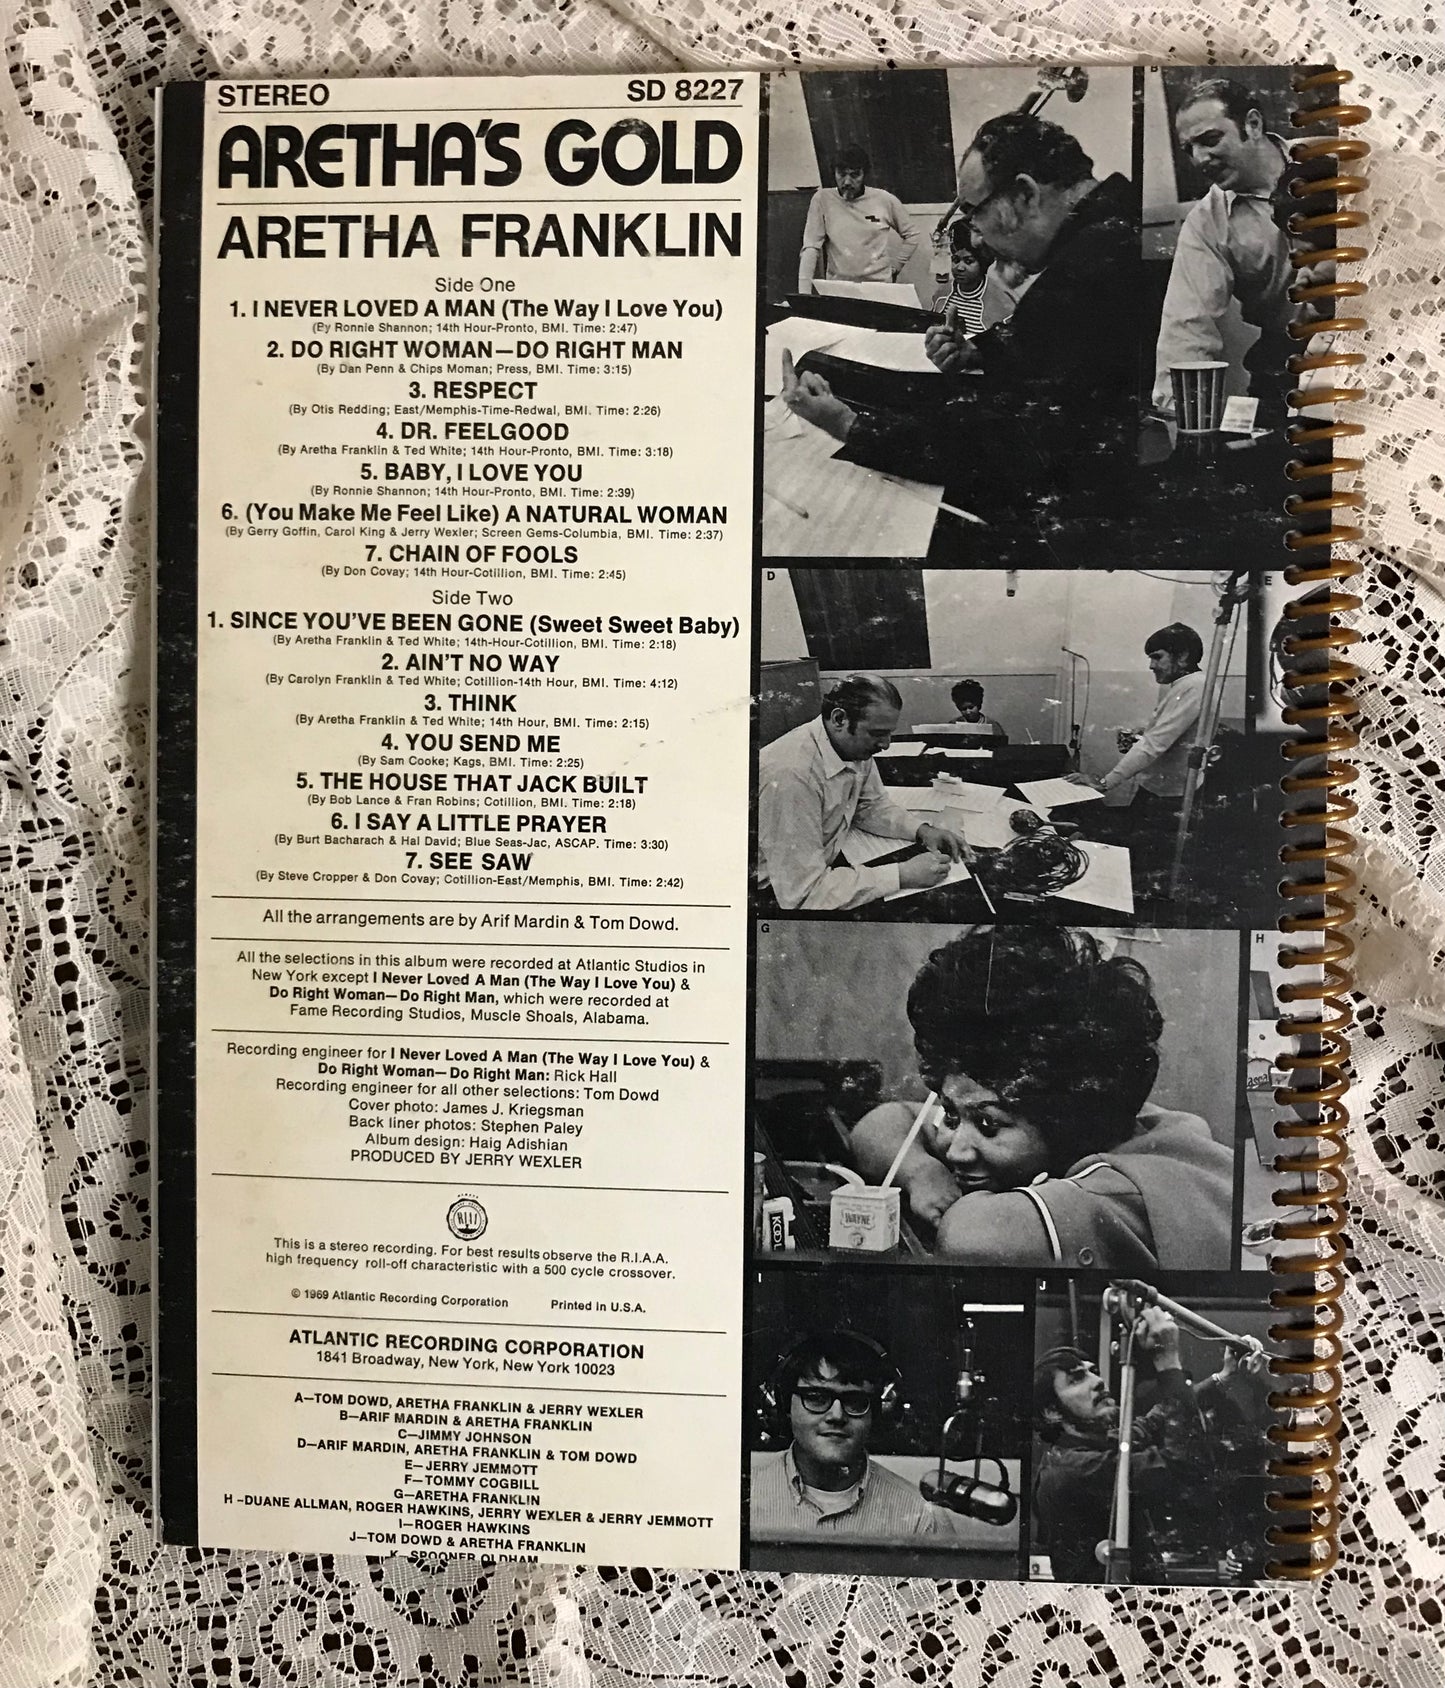 STEREO SD 8227
ARETHA'S GOLD
ARETHA FRANKLIN
Side One
1. I NEVER LOVED A MAN (The Way I Love You)
(By Ronnie Shannon; 14th Hour-Pronto, BMI. Time: 2:47)
2. DO RIGHT WOMAN—DO RIGHT MAN
(By Dan Penn & Chips Moman; Press, BMI. Time: 3:15)
3. RESPECT
(By Otis Redding; East/Memphis-Time-Redwal, BMI. Time: 2:26)
4. DR. FEELGOOD
(By Aretha Franklin & Ted White; 14th Hour-Pronto, BMI. Time: 3:18)
5. BABY, I LOVE YOU
(By Ronnie Shannon; 14th Hour-Pronto, BMI. Time: 2:39)
6. (You Make Me Feel Like) A NATURAL WOMAN
(By Gerry Goffin, Carol King & Jerry Wexler; Screen Gems-Columbia, BMI. Time: 2:37)
7. CHAIN OF FOOLS
(By Don Covay; 14th Hour-Cotillion, BMI. Time: 2:45)
Side Two
1. SINCE YOU'VE BEEN GONE (Sweet Sweet Baby)
(By Aretha Franklin & Ted White; 14th-Hour-Cotillion, BMI. Time: 2:18)
2. AIN'T NO WAY
(By Carolyn Franklin & Ted White; Cotillion-14th Hour, BMI. Time: 4:12)
3. THINK
(By Aretha Franklin & Ted White; 14th Hour, BMI. Time: 2:15)
4. YOU SEND ME
(By Sam Cooke; Kags, BMI. Time: 2:25)
5. THE HOUSE THAT JACK BUILT
(By Bob Lance & Fran Robins; Cotillion, BMI. Time: 2:18)
6. I SAY A LITTLE PRAYER
(By Burt Bacharach & Hal David; Blue Seas-Jac, ASCAP. Time: 3:30)
7. SEE SAW
(By Steve Cropper & Don Covay; Cotillion-East/Memphis, BMI. Time: 2:42)
All the arrangements are by Arif Mardin & Tom Dowd.
All the selections in this album were recorded at Atlantic Studios in
New York except I Never Loved A Man (The Way I Love You) &
Do Right Woman—Do Right Man, which were recorded at
Fame Recording Studios, Muscle Shoals, Alabama.
Recording engineer for I Never Loved A Man (The Way I Love You) &
Do Right Woman—Do Right Man: Rick Hall
Recording engineer for all other selections: Tom Dowd
Cover photo: James J. Kriegsman
Back liner photos: Stephen Paley
Album design: Haig Adishian
PRODUCED BY JERRY WEXLER
This is a stereo recording. For best results observe the R.I.A.A.
high frequency roll-off characteristic with a 500 cycle crossover.
© 1969 Atlantic Recording Corporation Printed in U.S.A.
ATLANTIC RECORDING CORPORATION
1841 Broadway, New York, New York 10023
A—TOM DOWD, ARETHA FRANKLIN & JERRY WEXLER
B—ARIF MARDIN & ARETHA FRANKLIN
C—JIMMY JOHNSON
D—ARIF MARDIN, ARETHA FRANKLIN & TOM DOWD
E—JERRY JEMMOTT
F—TOMMY COGBILL
G—ARETHA FRANKLIN
H–DUANE ALLMAN, ROGER HAWKINS, JERRY WEXLER & JERRY JEMMOTT
I—ROGER HAWKINS
J—TOM DOWD & ARETHA FRANKLIN
K—SPOONER OLDHAM
A
B
D
E
G
H
WAYNE
KOOL
I
J